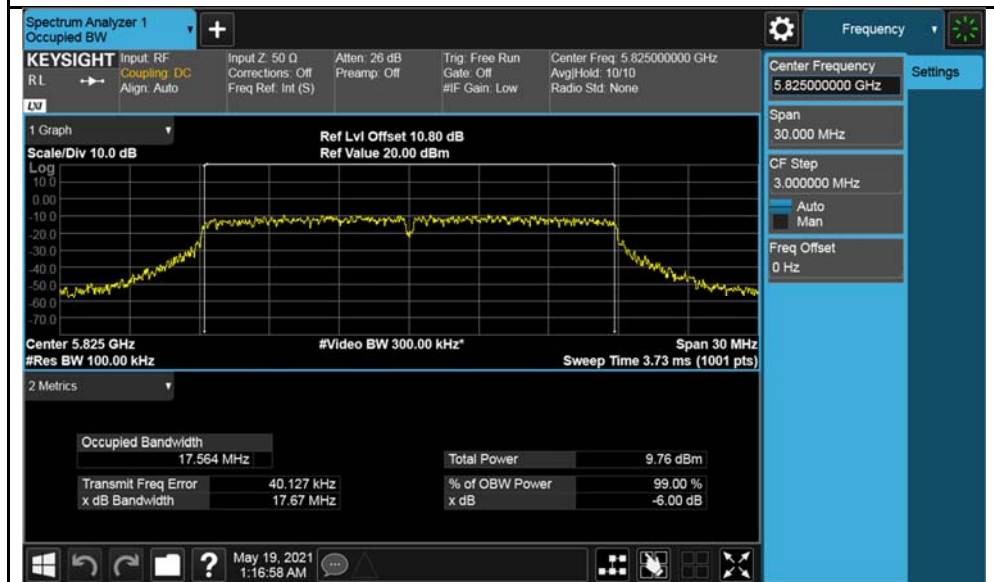 Spectrum Analyzer 1
Occupied BW
Frequency
KEYSIGHT
Input: RF
Input Z: 50 Ω
Atten: 26 dB
Trig: Free Run
Center Freq: 5.825000000 GHz
RL
Coupling: DC
Corrections: Off
Preamp: Off
Gate: Off
Avg|Hold: 10/10
Align: Auto
Freq Ref: Int (S)
#IF Gain: Low
Radio Std: None
LXI
Center Frequency
5.825000000 GHz
Settings
Span
30.000 MHz
CF Step
3.000000 MHz
Auto
Man
Freq Offset
0 Hz
1 Graph
Ref Lvl Offset 10.80 dB
Scale/Div 10.0 dB
Ref Value 20.00 dBm
Log
10.0
0.00
-10.0
-20.0
-30.0
-40.0
-50.0
-60.0
-70.0
Center 5.825 GHz
#Video BW 300.00 kHz*
Span 30 MHz
#Res BW 100.00 kHz
Sweep Time 3.73 ms (1001 pts)
2 Metrics
Occupied Bandwidth
17.564 MHz
Total Power
9.76 dBm
Transmit Freq Error
40.127 kHz
% of OBW Power
99.00 %
x dB Bandwidth
17.67 MHz
x dB
-6.00 dB
?
May 19, 2021
1:16:58 AM